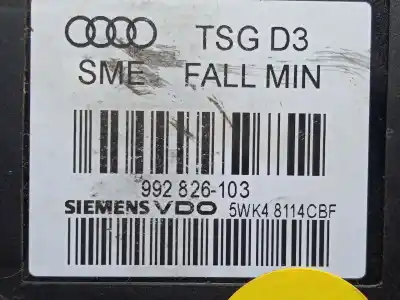 TSG D3
SME FALL MIN
992 826-103
SIEMENS VDO 5WK4 8114CBF